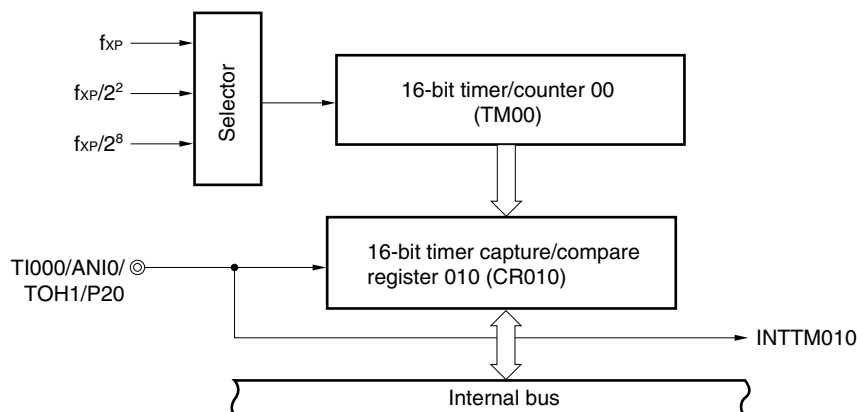 fXP
fXP/2²
fXP/2⁸
Selector
16-bit timer/counter 00
(TM00)
16-bit timer capture/compare
register 010 (CR010)
TI000/ANI0/
TOH1/P20
INTTM010
Internal bus